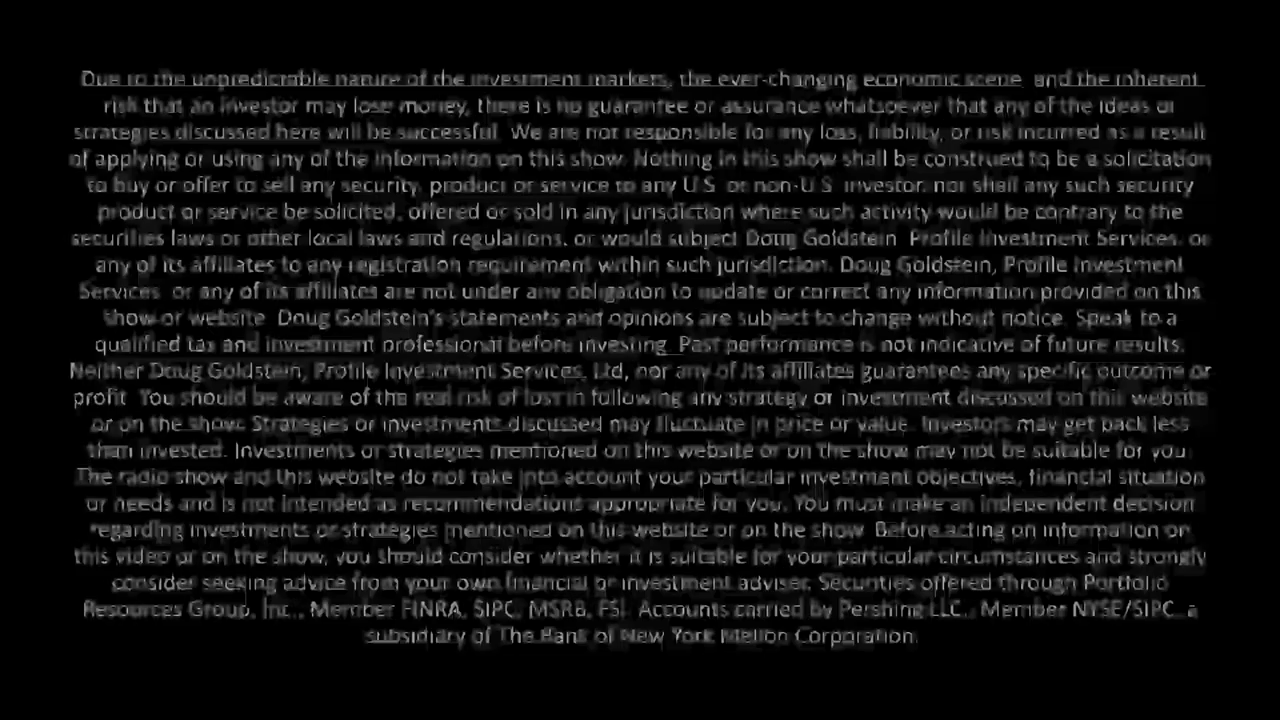 Due to the unpredictable nature of the investment markets, the ever-changing economic scene, and the inherent
risk that an investor may lose money, there is no guarantee or assurance whatsoever that any of the ideas or
strategies discussed here will be successful. We are not responsible for any loss, liability, or risk incurred as a result
of applying or using any of the information on this show. Nothing in this show shall be construed to be a solicitation
to buy or offer to sell any security, product or service to any U.S. or non-U.S. investor, nor shall any such security
product or service be solicited, offered or sold in any jurisdiction where such activity would be contrary to the
securities laws or other local laws and regulations, or would subject Doug Goldstein, Profile Investment Services, or
any of its affiliates to any registration requirement within such jurisdiction. Doug Goldstein, Profile Investment
Services, or any of its affiliates are not under any obligation to update or correct any information provided on this
show or website. Doug Goldstein's statements and opinions are subject to change without notice. Speak to a
qualified tax and investment professional before investing. Past performance is not indicative of future results.
Neither Doug Goldstein, Profile Investment Services, Ltd, nor any of its affiliates guarantees any specific outcome or
profit. You should be aware of the real risk of loss in following any strategy or investment discussed on this website
or on the show. Strategies or investments discussed may fluctuate in price or value. Investors may get back less
than invested. Investments or strategies mentioned on this website or on the show may not be suitable for you.
The radio show and this website do not take into account your particular investment objectives, financial situation
or needs and is not intended as recommendations appropriate for you. You must make an independent decision
regarding investments or strategies mentioned on this website or on the show. Before acting on information on
this video or on the show, you should consider whether it is suitable for your particular circumstances and strongly
consider seeking advice from your own financial or investment adviser. Securities offered through Portfolio
Resources Group, Inc., Member FINRA, SIPC, MSRB, FSI. Accounts carried by Pershing LLC., Member NYSE/SIPC, a
subsidiary of The Bank of New York Mellon Corporation.